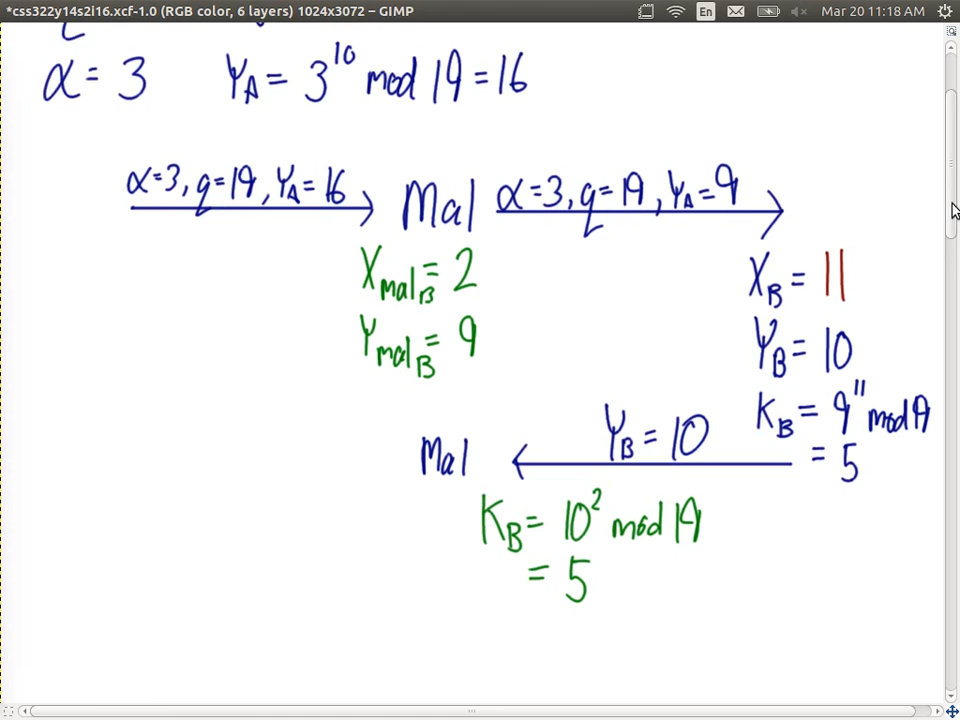 *css322y14s2i16.xcf-1.0 (RGB color, 6 layers) 1024x3072 – GIMP En Mar 20 11:18 AM
α = 3 Y_A = 3^10 mod 19 = 16
α=3, q=19, Y_A=16 Mal α=3, q=19, Y_A=9
X_mal_B = 2 X_B = 11
Y_mal_B = 9 Y_B = 10
K_B = 9^11 mod 19
Mal Y_B = 10 = 5
K_B = 10^2 mod 19
= 5